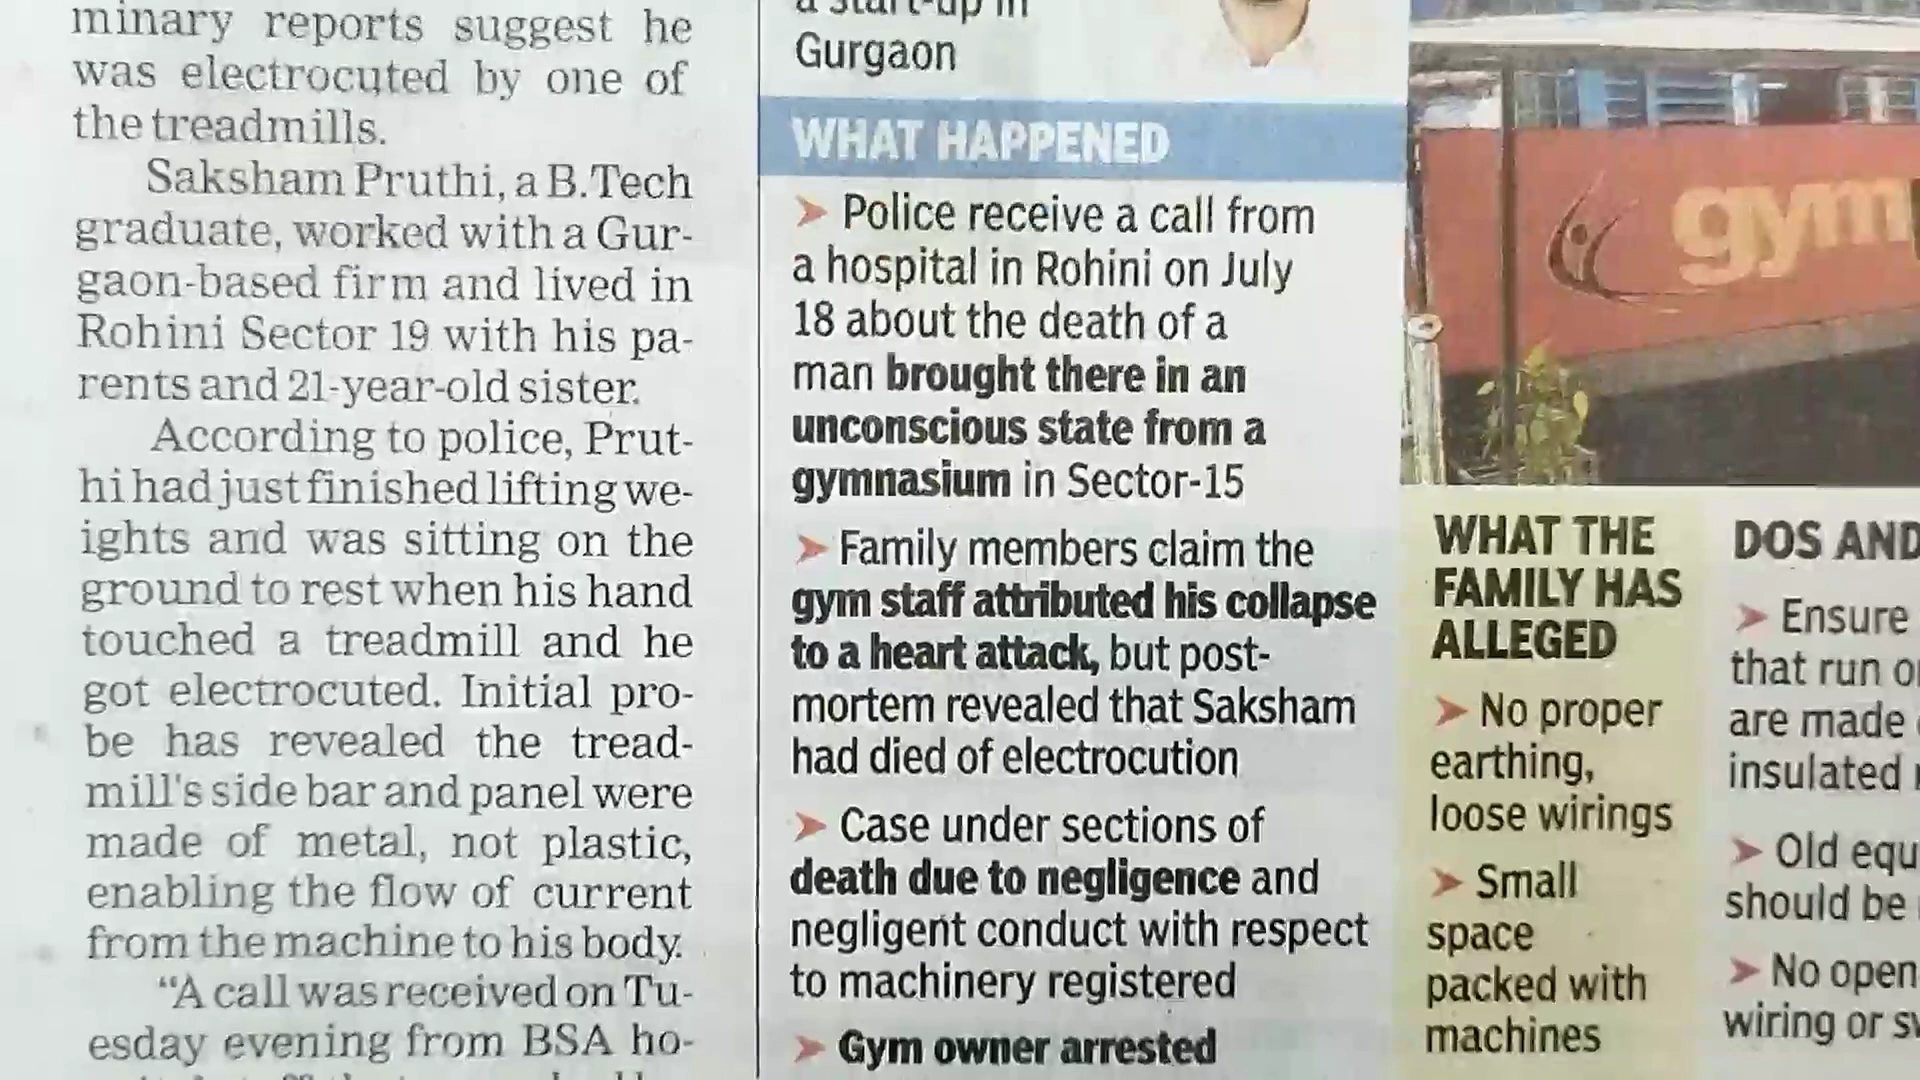 minary reports suggest he
was electrocuted by one of
the treadmills.
Saksham Pruthi, a B.Tech
graduate, worked with a Gur-
gaon-based firm and lived in
Rohini Sector 19 with his pa-
rents and 21-year-old sister.
According to police, Prut-
hi had just finished lifting we-
ights and was sitting on the
ground to rest when his hand
touched a treadmill and he
got electrocuted. Initial pro-
be has revealed the tread-
mill's side bar and panel were
made of metal, not plastic,
enabling the flow of current
from the machine to his body.
“A call was received on Tu-
esday evening from BSA ho-
a start-up in
Gurgaon
WHAT HAPPENED
➤ Police receive a call from
a hospital in Rohini on July
18 about the death of a
man brought there in an
unconscious state from a
gymnasium in Sector-15
➤ Family members claim the
gym staff attributed his collapse
to a heart attack, but post-
mortem revealed that Saksham
had died of electrocution
➤ Case under sections of
death due to negligence and
negligent conduct with respect
to machinery registered
➤ Gym owner arrested
gym
WHAT THE
FAMILY HAS
ALLEGED
➤ No proper
earthing,
loose wirings
➤ Small
space
packed with
machines
DOS AND
➤ Ensure
that run
are made
insulated
➤ Old
should be
➤ No open
wiring or